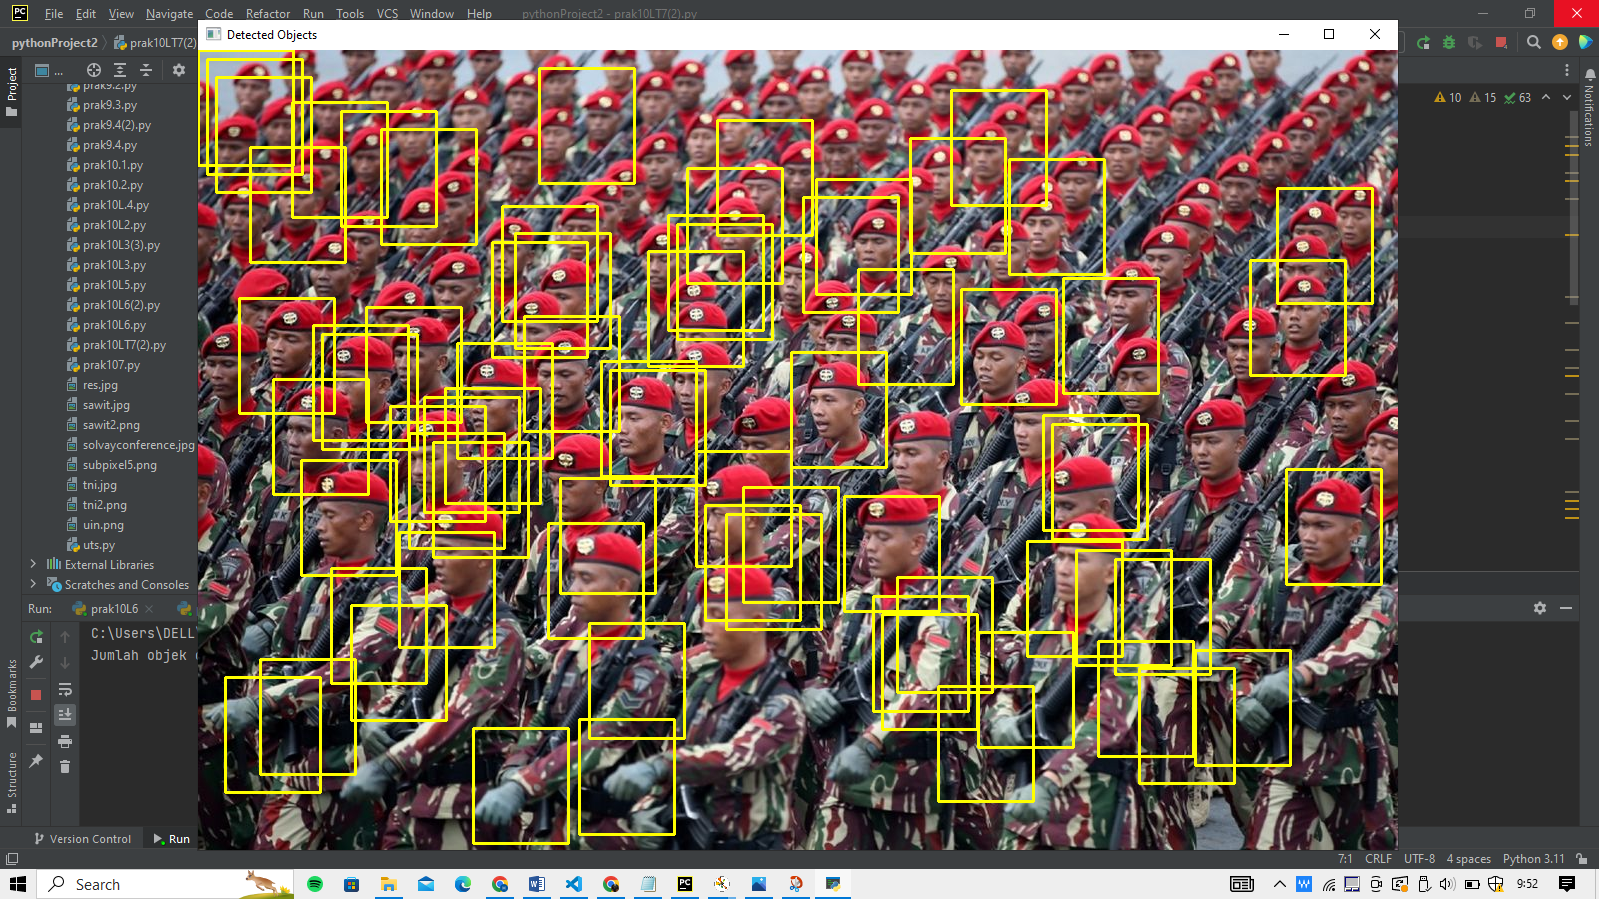 PC File Edit View Navigate Code Refactor Run Tools VCS Window Help pythonProject2 - prak10LT7(2).py
Detected Objects
pythonProject2 prak10LT7(2)
Project
...
prak9.2.py
prak9.3.py
10 15 63
prak9.4(2).py
prak9.4.py
prak10.1.py
prak10.2.py
prak10L.4.py
prak10L2.py
prak10L3(3).py
prak10L3.py
prak10L5.py
prak10L6(2).py
prak10L6.py
prak10LT7(2).py
prak107.py
res.jpg
sawit.jpg
sawit2.png
solvayconference.jpg
subpixel5.png
tni.jpg
tni2.png
uin.png
uts.py
External Libraries
Scratches and Consoles
Notifications
Run: prak10L6
C:\Users\DELL
Jumlah objek
Bookmarks
Structure
Version Control Run
7:1 CRLF UTF-8 4 spaces Python 3.11
Search
9:52